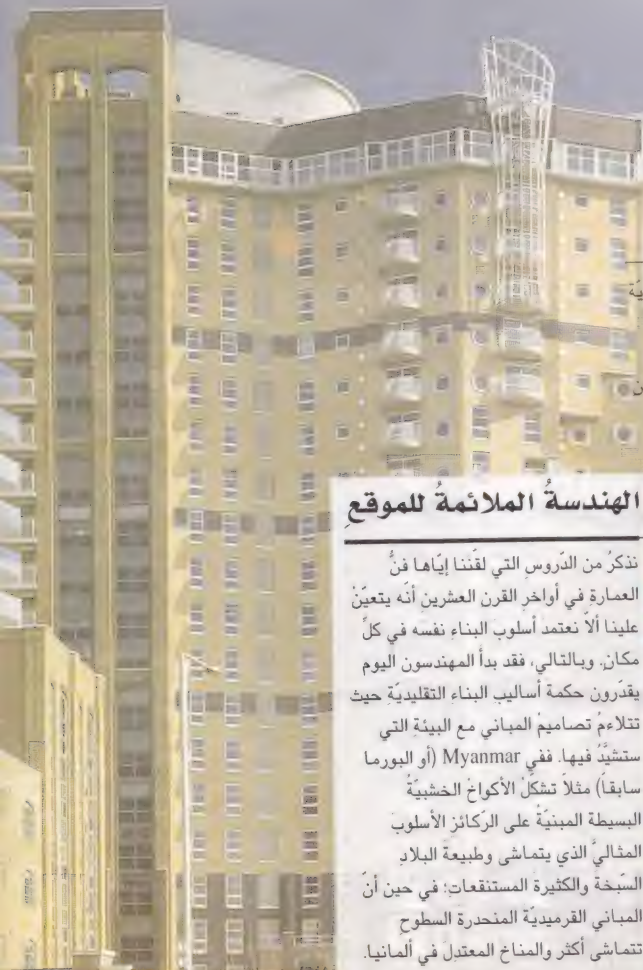 الهندسةُ الملائمةُ للموقعِ
نذكرُ من الدّروسِ التي لقّننا إيّاها فنُّ
العمارةِ في أواخرِ القرن العشرين أنّه يتعيّنُ
علينا ألاّ نعتمد أسلوبَ البناءِ نفسه في كلِّ
مكانٍ. وبالتالي، فقد بدأ المهندسون اليوم
يقدّرون حكمة أساليبِ البناءِ التقليديّةِ حيث
تتلاءمُ تصاميمُ المباني مع البيئةِ التي
ستشيَّدُ فيها. ففي Myanmar (أو البورما
سابقاً) مثلاً تشكّلُ الأكواخُ الخشبيّةُ
البسيطة المبنيّة على الرّكائز الأسلوبَ
المثاليَّ الذي يتماشى وطبيعةَ البلادِ
السّبخة والكثيرةَ المستنقعاتِ؛ في حين أنّ
المباني القرميديّة المنحدرة السطوح
تتماشى أكثر والمناخ المعتدل في ألمانيا.